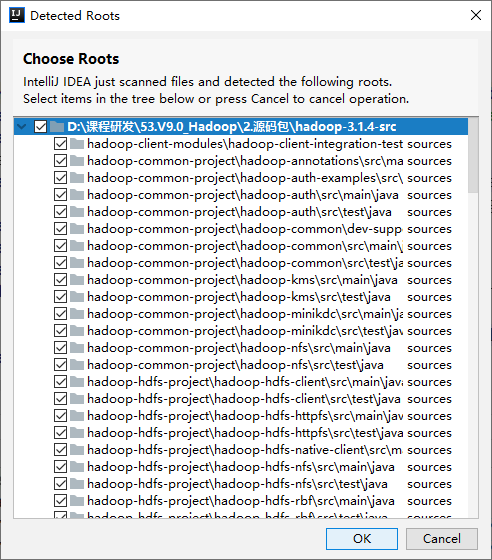 Detected Roots
Choose Roots
IntelliJ IDEA just scanned files and detected the following roots.
Select items in the tree below or press Cancel to cancel operation.
D:\课程研发\53.V9.0_Hadoop\2.源码包\hadoop-3.1.4-src
hadoop-client-modules\hadoop-client-integration-test sources
hadoop-common-project\hadoop-annotations\src\ma sources
hadoop-common-project\hadoop-auth-examples\src\ sources
hadoop-common-project\hadoop-auth\src\main\java sources
hadoop-common-project\hadoop-auth\src\test\java sources
hadoop-common-project\hadoop-common\dev-suppo sources
hadoop-common-project\hadoop-common\src\main\j sources
hadoop-common-project\hadoop-common\src\test\ja sources
hadoop-common-project\hadoop-kms\src\main\java sources
hadoop-common-project\hadoop-kms\src\test\java sources
hadoop-common-project\hadoop-minikdc\src\main\ja sources
hadoop-common-project\hadoop-minikdc\src\test\jav sources
hadoop-common-project\hadoop-nfs\src\main\java sources
hadoop-common-project\hadoop-nfs\src\test\java sources
hadoop-hdfs-project\hadoop-hdfs-client\src\main\java sources
hadoop-hdfs-project\hadoop-hdfs-client\src\test\java sources
hadoop-hdfs-project\hadoop-hdfs-httpfs\src\main\jav sources
hadoop-hdfs-project\hadoop-hdfs-httpfs\src\test\java sources
hadoop-hdfs-project\hadoop-hdfs-native-client\src\m sources
hadoop-hdfs-project\hadoop-hdfs-nfs\src\main\java sources
hadoop-hdfs-project\hadoop-hdfs-nfs\src\test\java sources
hadoop-hdfs-project\hadoop-hdfs-rbf\src\main\java sources
hadoop-hdfs-project\hadoop-hdfs-rbf\src\test\java sources
OK Cancel